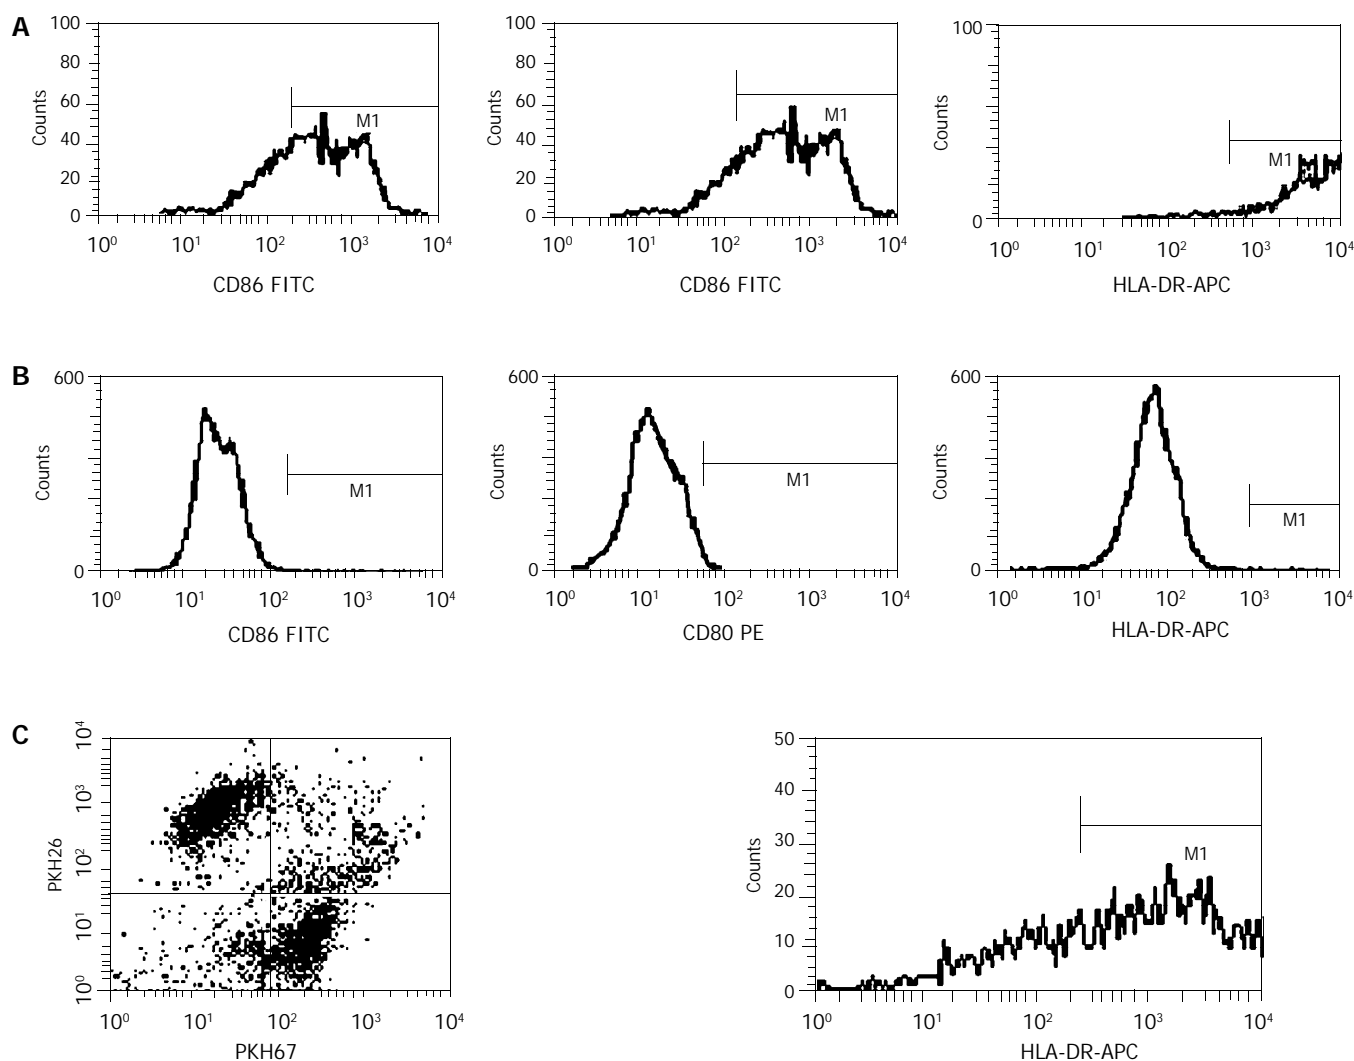 A
100
80
60
40
20
0
Counts
M1
10⁰ 10¹ 10² 10³ 10⁴
CD86 FITC
100
80
60
40
20
0
Counts
M1
10⁰ 10¹ 10² 10³ 10⁴
CD86 FITC
100
0
Counts
M1
10⁰ 10¹ 10² 10³ 10⁴
HLA-DR-APC
B
600
0
Counts
M1
10⁰ 10¹ 10² 10³ 10⁴
CD86 FITC
600
0
Counts
M1
10⁰ 10¹ 10² 10³ 10⁴
CD80 PE
600
0
Counts
M1
10⁰ 10¹ 10² 10³ 10⁴
HLA-DR-APC
C
10⁴
10³
10²
10¹
10⁰
PKH26
R2
10⁰ 10¹ 10² 10³ 10⁴
PKH67
50
40
30
20
10
0
Counts
M1
10⁰ 10¹ 10² 10³ 10⁴
HLA-DR-APC